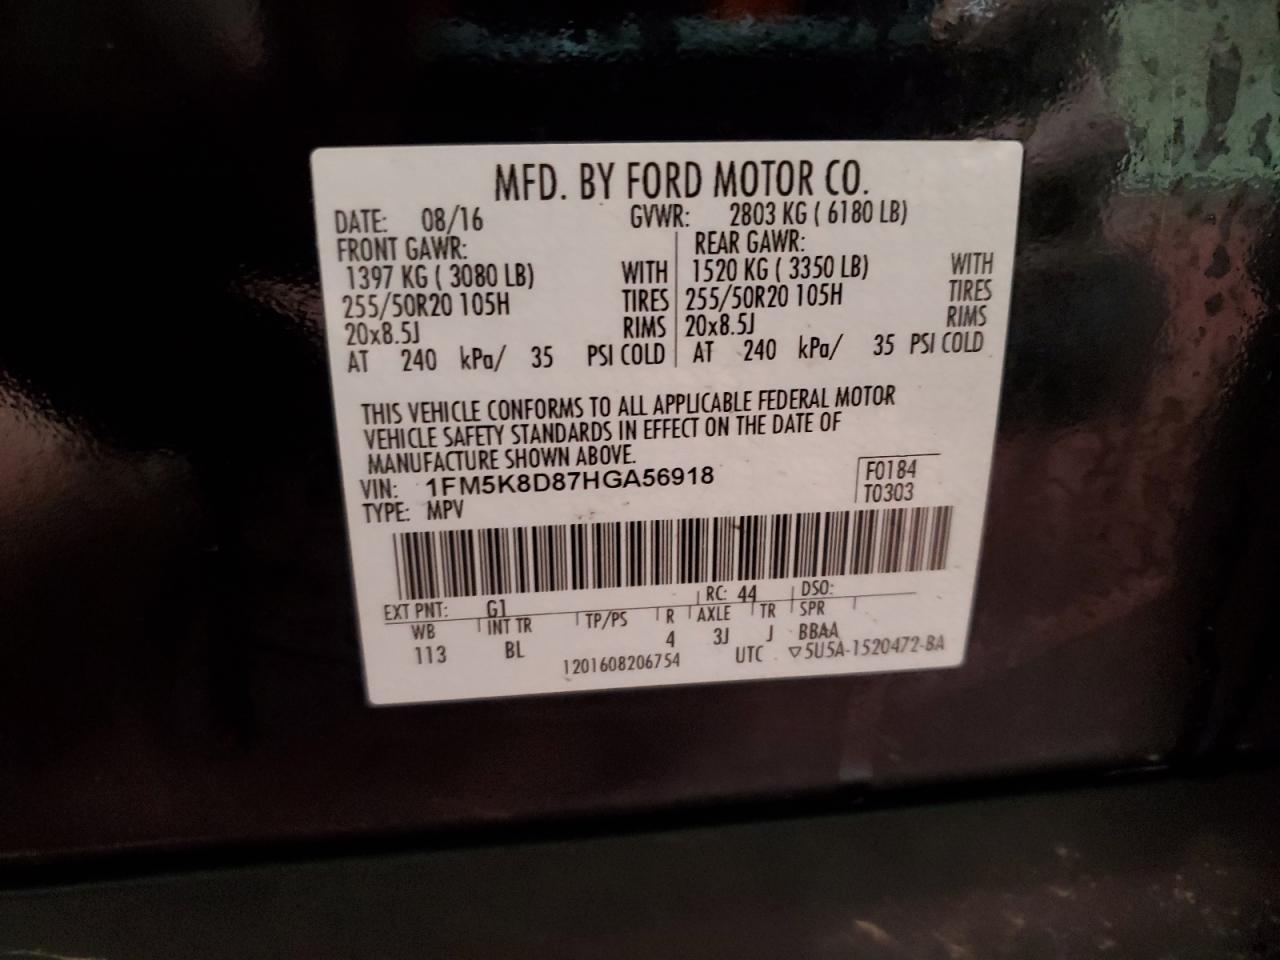 MFD. BY FORD MOTOR CO.
DATE: 08/16 GVWR: 2803 KG ( 6180 LB)
FRONT GAWR: REAR GAWR:
1397 KG ( 3080 LB) WITH 1520 KG ( 3350 LB) WITH
255/50R20 105H TIRES 255/50R20 105H TIRES
20x8.5J RIMS 20x8.5J RIMS
AT 240 kPa/ 35 PSI COLD AT 240 kPa/ 35 PSI COLD
THIS VEHICLE CONFORMS TO ALL APPLICABLE FEDERAL MOTOR
VEHICLE SAFETY STANDARDS IN EFFECT ON THE DATE OF
MANUFACTURE SHOWN ABOVE.
VIN: 1FM5K8D87HGA56918 F0184
TYPE: MPV T0303
EXT PNT: G1 RC: 44 DSO:
WB INT TR TP/PS R AXLE TR SPR
113 BL 4 3J J BBAA
1201608206754 UTC ▽5U5A-1520472-BA